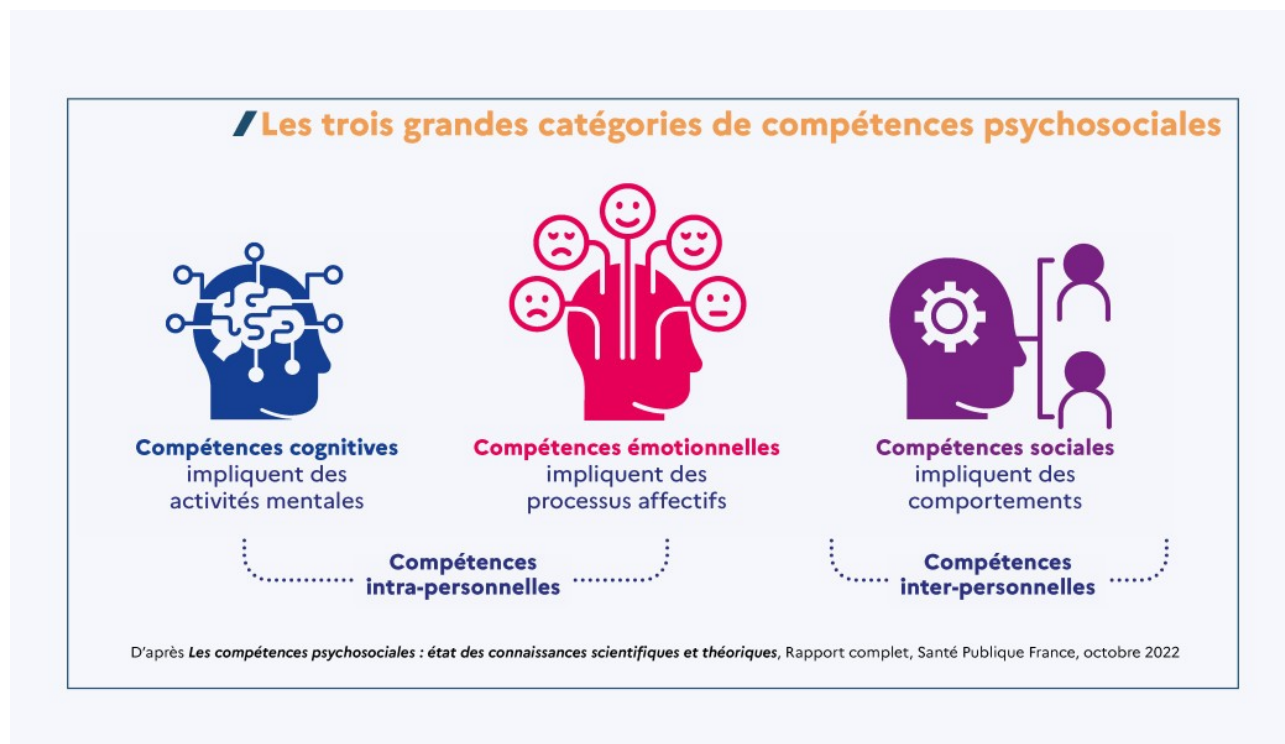 Les trois grandes catégories de compétences psychosociales
Compétences cognitives
impliquent des
activités mentales
Compétences émotionnelles
impliquent des
processus affectifs
Compétences sociales
impliquent des
comportements
Compétences
intra-personnelles
Compétences
inter-personnelles
D'après Les compétences psychosociales : état des connaissances scientifiques et théoriques, Rapport complet, Santé Publique France, octobre 2022